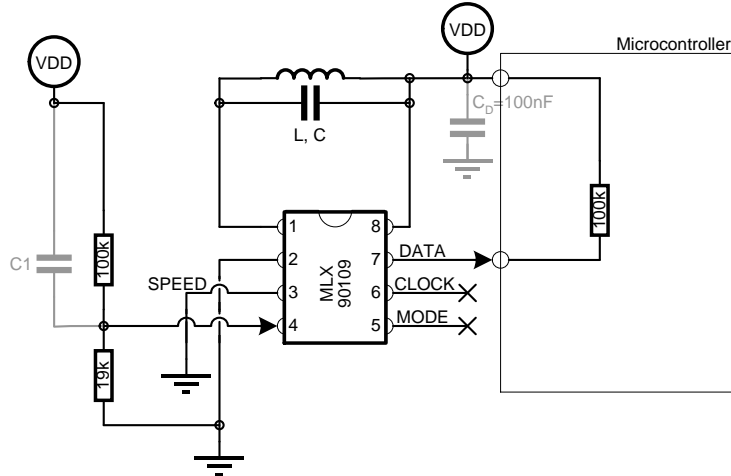 VDD
Microcontroller
VDD
C_D=100nF
L, C
100k
1
8
C1
100k
2
MLX
90109
7
DATA
SPEED
3
6
CLOCK
4
5
MODE
19k